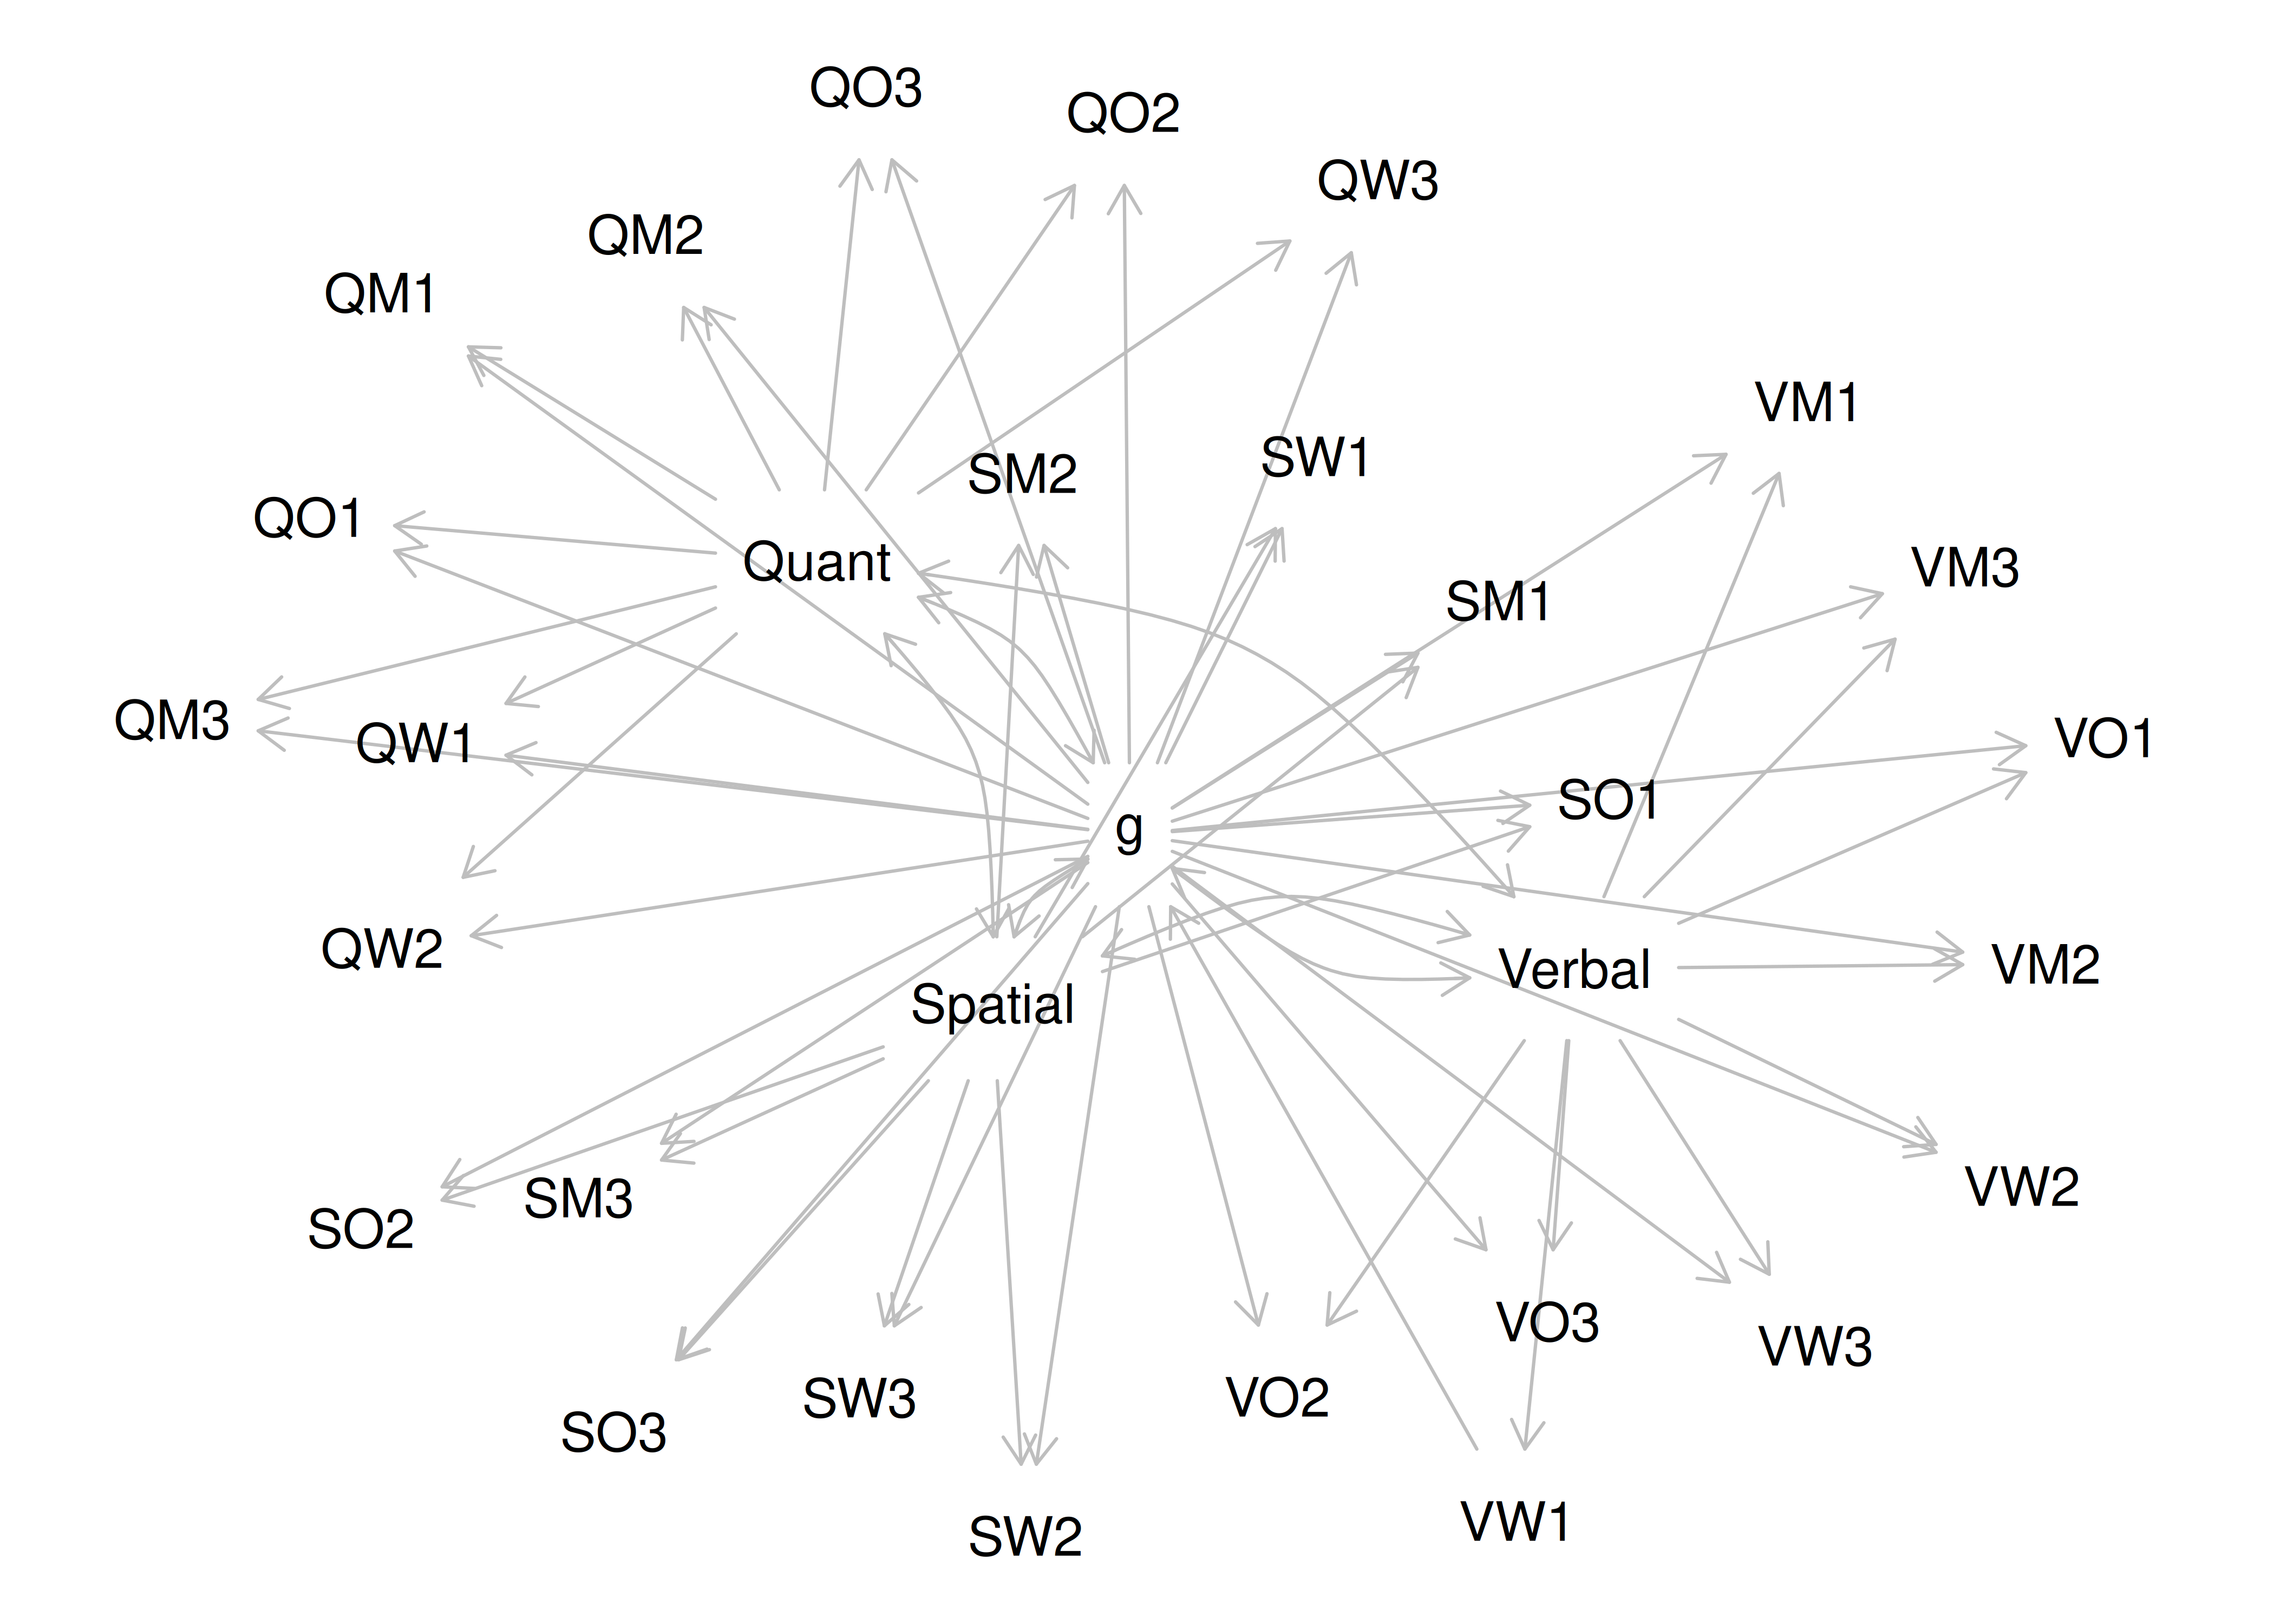 QO3
QO2
QW3
QM2
QM1
VM1
SW1
SM2
QO1
Quant
VM3
SM1
QM3
QW1
VO1
SO1
g
QW2
Verbal
VM2
Spatial
VW2
SM3
SO2
VO3
VW3
SW3
VO2
SO3
VW1
SW2